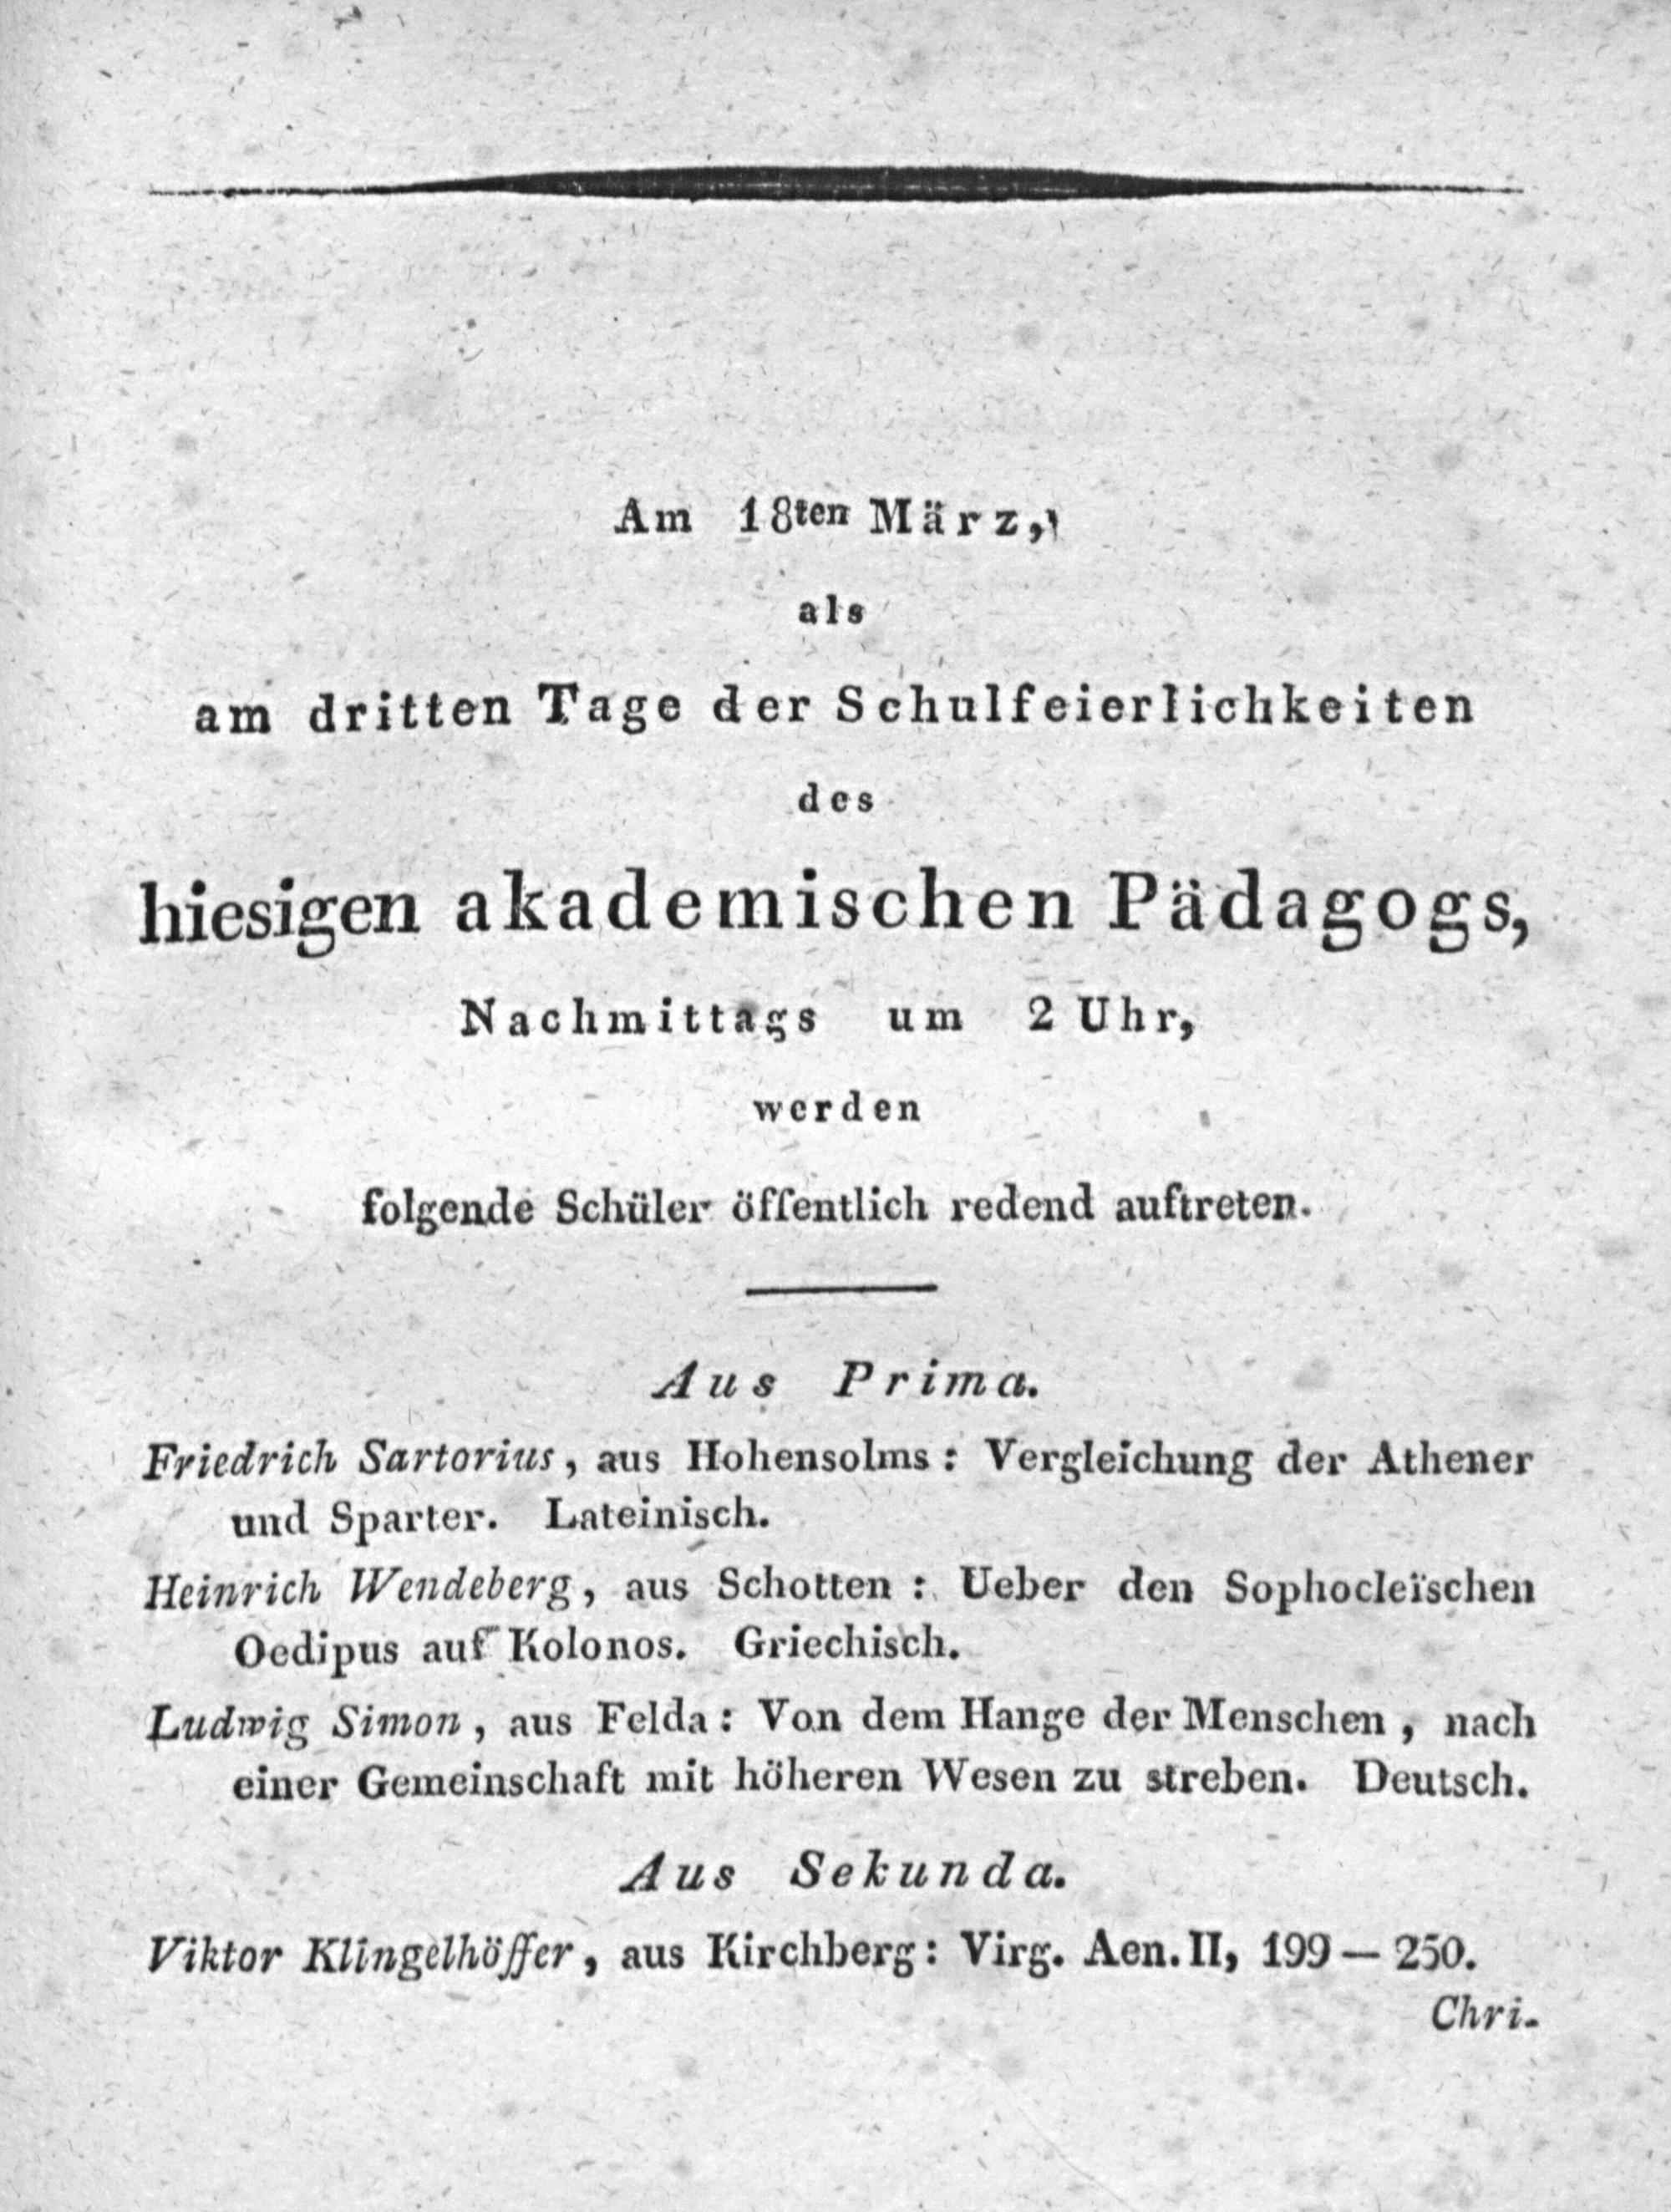 Am 18ten März,
als
am dritten Tage der Schulfeierlichkeiten
des
hiesigen akademischen Pädagogs,
Nachmittags um 2 Uhr,
werden
folgende Schüler öffentlich redend auftreten.
Aus Prima.
Friedrich Sartorius, aus Hohensolms: Vergleichung der Athener
und Sparter. Lateinisch.
Heinrich Wendeberg, aus Schotten: Ueber den Sophocleïschen
Oedipus auf Kolonos. Griechisch.
Ludwig Simon, aus Felda: Von dem Hange der Menschen, nach
einer Gemeinschaft mit höheren Wesen zu streben. Deutsch.
Aus Sekunda.
Viktor Klingelhöffer, aus Kirchberg: Virg. Aen. II, 199 — 250.
Chri-